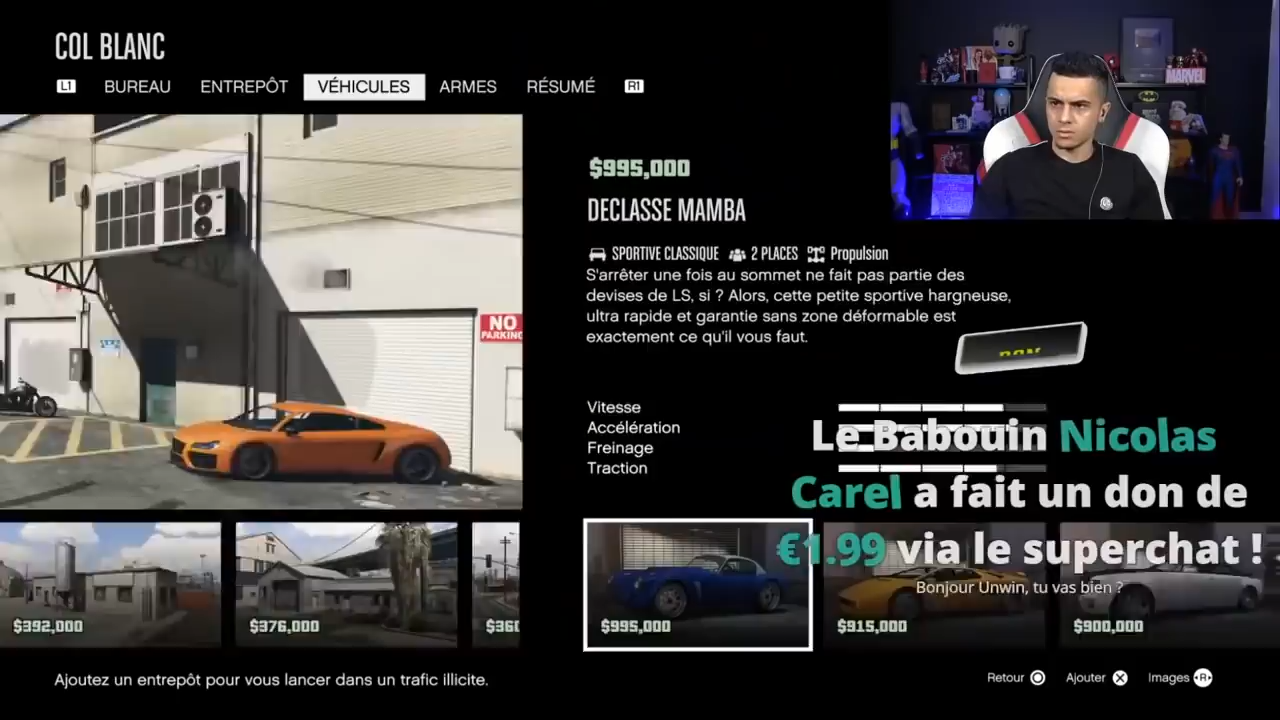 COL BLANC
L1 BUREAU ENTREPÔT VÉHICULES ARMES RÉSUMÉ R1
MARVEL
NO
PARKING
$995,000
DECLASSE MAMBA
SPORTIVE CLASSIQUE 2 PLACES Propulsion
S'arrêter une fois au sommet ne fait pas partie des
devises de LS, si ? Alors, cette petite sportive hargneuse,
ultra rapide et garantie sans zone déformable est
exactement ce qu'il vous faut.
Vitesse
Accélération
Freinage
Traction
Le Babouin Nicolas
Carel a fait un don de
€1.99 via le superchat !
Bonjour Unwin, tu vas bien ?
$392,000
$376,000
$995,000
$915,000
$900,000
Ajoutez un entrepôt pour vous lancer dans un trafic illicite.
Retour Ajouter Images R